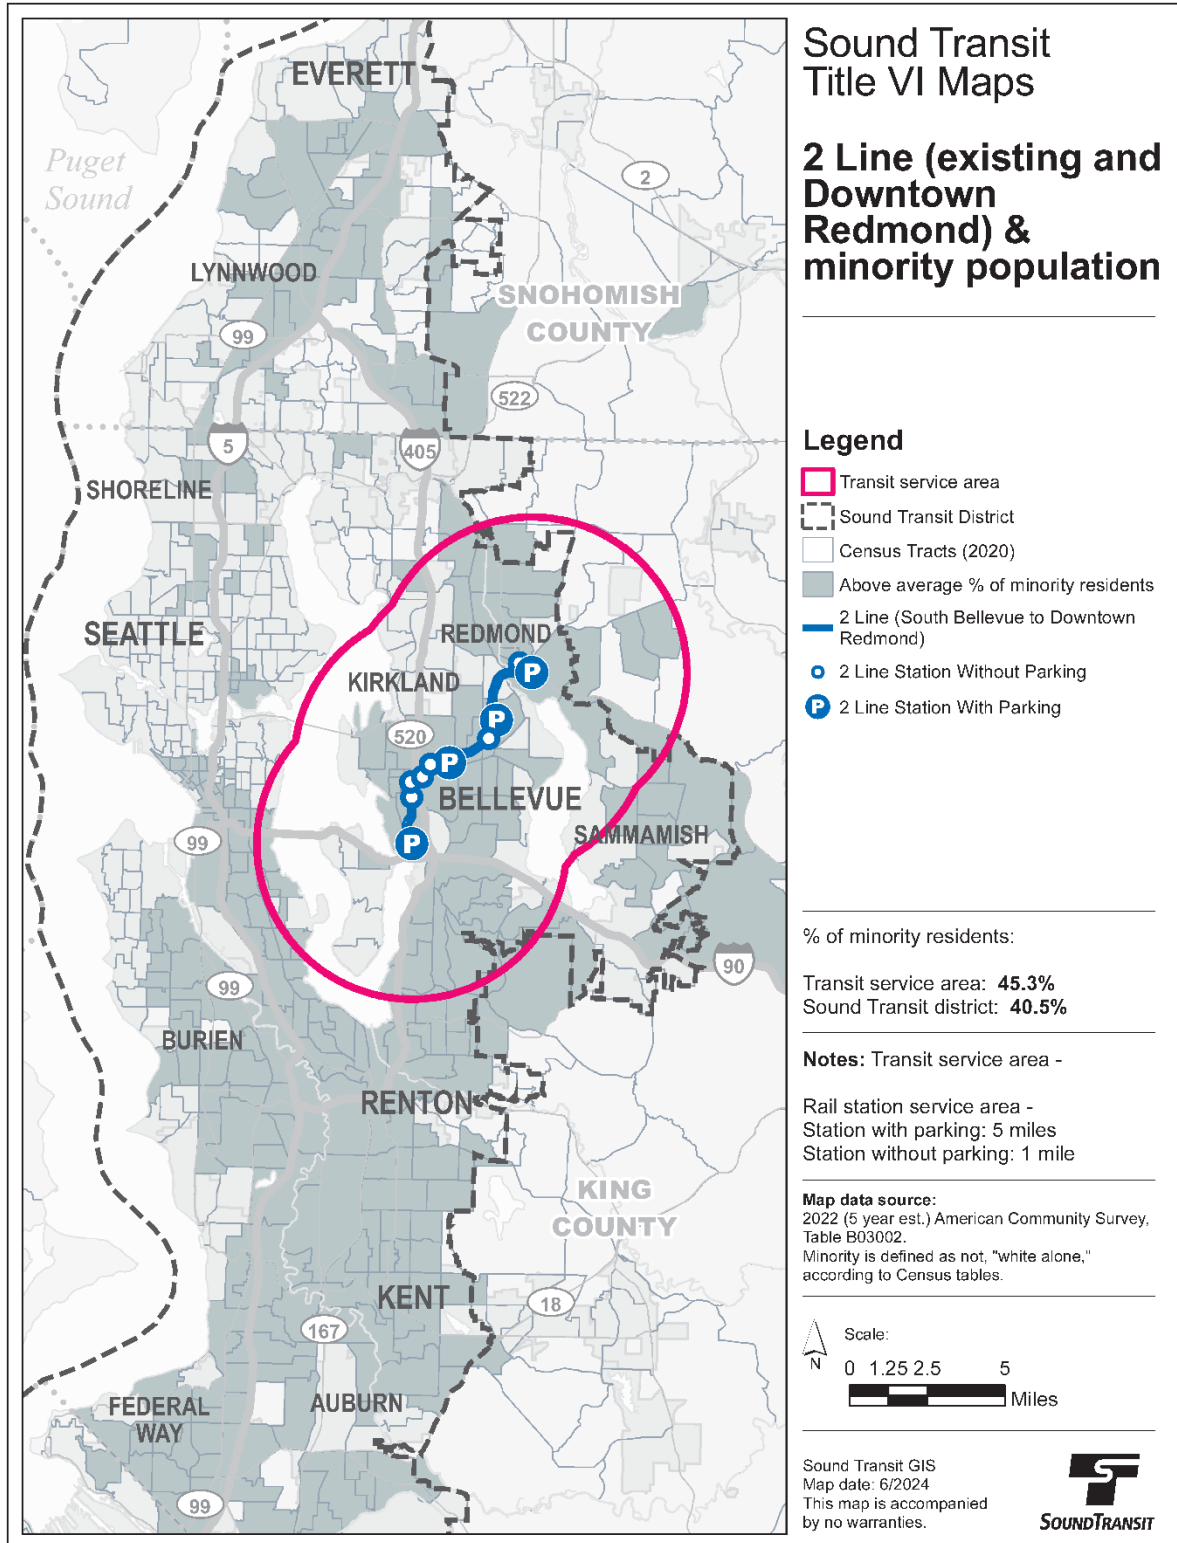 Sound Transit
Title VI Maps
2 Line (existing and
Downtown
Redmond) &
minority population
Legend
Transit service area
Sound Transit District
Census Tracts (2020)
Above average % of minority residents
2 Line (South Bellevue to Downtown
Redmond)
2 Line Station Without Parking
P 2 Line Station With Parking
% of minority residents:
Transit service area: 45.3%
Sound Transit district: 40.5%
Notes: Transit service area -
Rail station service area -
Station with parking: 5 miles
Station without parking: 1 mile
Map data source:
2022 (5 year est.) American Community Survey,
Table B03002.
Minority is defined as not, "white alone,"
according to Census tables.
N
Scale:
0 1.25 2.5 5
Miles
Sound Transit GIS
Map date: 6/2024
This map is accompanied
by no warranties.
SOUNDTRANSIT
EVERETT
Puget
Sound
2
LYNNWOOD
SNOHOMISH
COUNTY
99
522
5
405
SHORELINE
SEATTLE
REDMOND
P
KIRKLAND
P
520
P
BELLEVUE
99
P
SAMMAMISH
90
99
BURIEN
RENTON
KING
COUNTY
KENT
18
167
FEDERAL
WAY
AUBURN
99